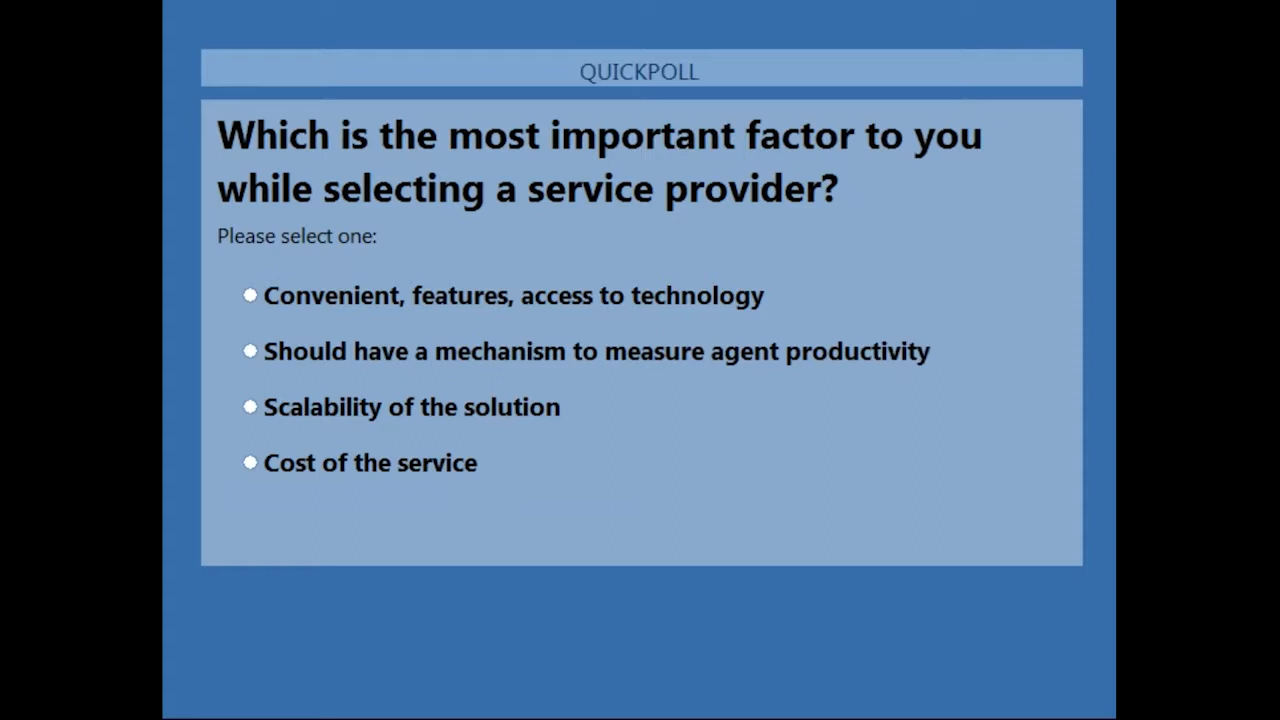 QUICKPOLL
Which is the most important factor to you
while selecting a service provider?
Please select one:
Convenient, features, access to technology
Should have a mechanism to measure agent productivity
Scalability of the solution
Cost of the service